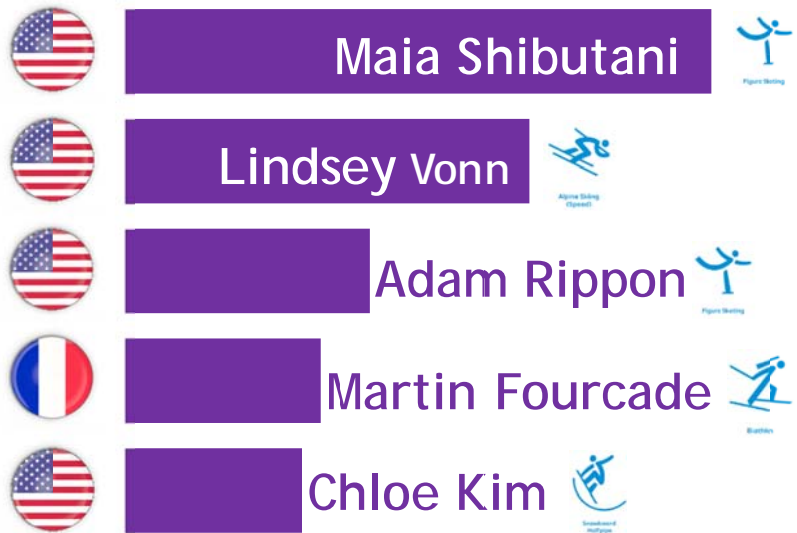 Maia Shibutani
Figure Skating
Lindsey Vonn
Alpine Skiing
(Speed)
Adam Rippon
Figure Skating
Martin Fourcade
Biathlon
Chloe Kim
Snowboard
Halfpipe